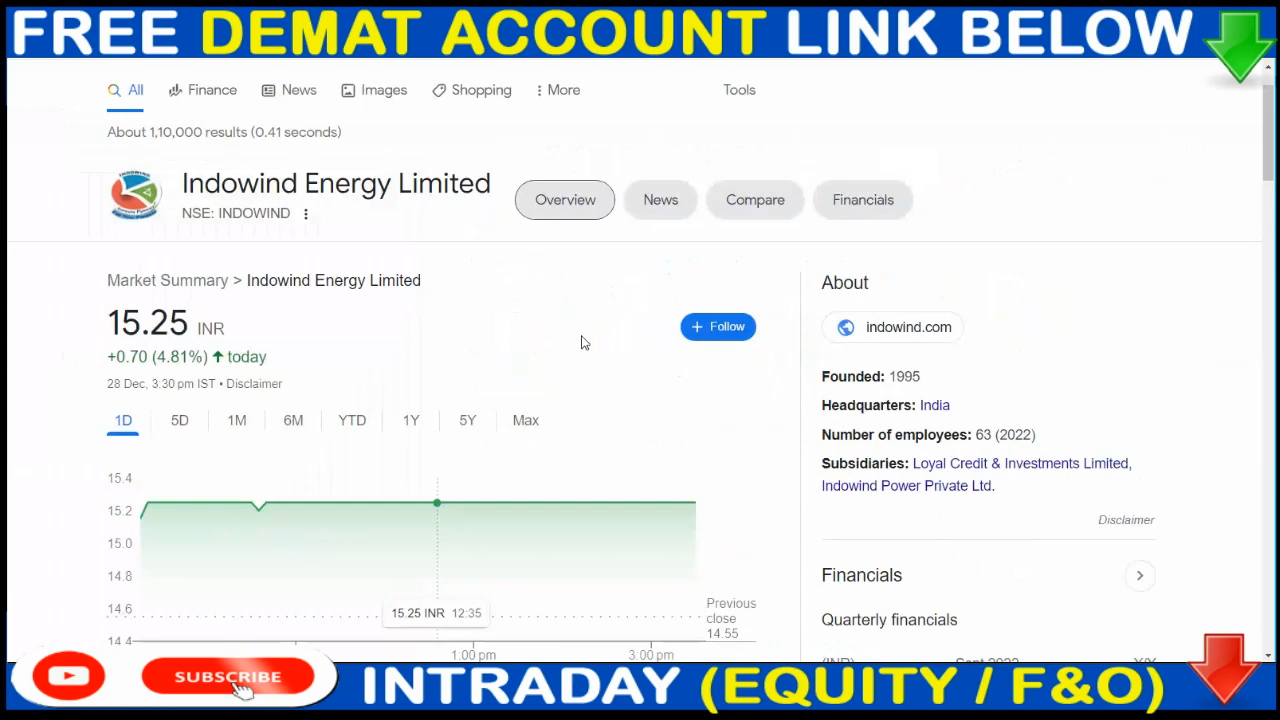 FREE DEMAT ACCOUNT LINK BELOW
All Finance News Images Shopping More Tools
About 1,10,000 results (0.41 seconds)
INDOWIND
Indowind Energy Limited
NSE: INDOWIND
Overview News Compare Financials
Market Summary > Indowind Energy Limited
15.25 INR
+ Follow
+0.70 (4.81%) today
28 Dec, 3:30 pm IST • Disclaimer
1D 5D 1M 6M YTD 1Y 5Y Max
15.4
15.2
15.0
14.8
14.6
14.4
15.25 INR 12:35
Previous
close
14.55
1:00 pm 3:00 pm
About
indowind.com
Founded: 1995
Headquarters: India
Number of employees: 63 (2022)
Subsidiaries: Loyal Credit & Investments Limited,
Indowind Power Private Ltd.
Disclaimer
Financials
Quarterly financials
(INR) Sept 2022 Y/Y
SUBSCRIBE
INTRADAY (EQUITY / F&O)